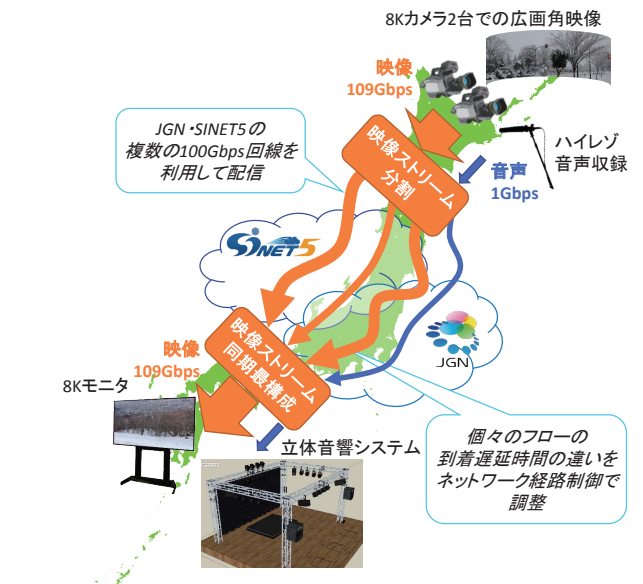 8Kカメラ2台での広画角映像
映像
109Gbps
JGN・SINET5の
複数の100Gbps回線を
利用して配信
映像ストリーム
分割
ハイレゾ
音声収録
音声
1Gbps
SINET5
JGN
映像ストリーム
同期最構成
映像
109Gbps
8Kモニタ
立体音響システム
個々のフローの
到着遅延時間の違いを
ネットワーク経路制御で
調整